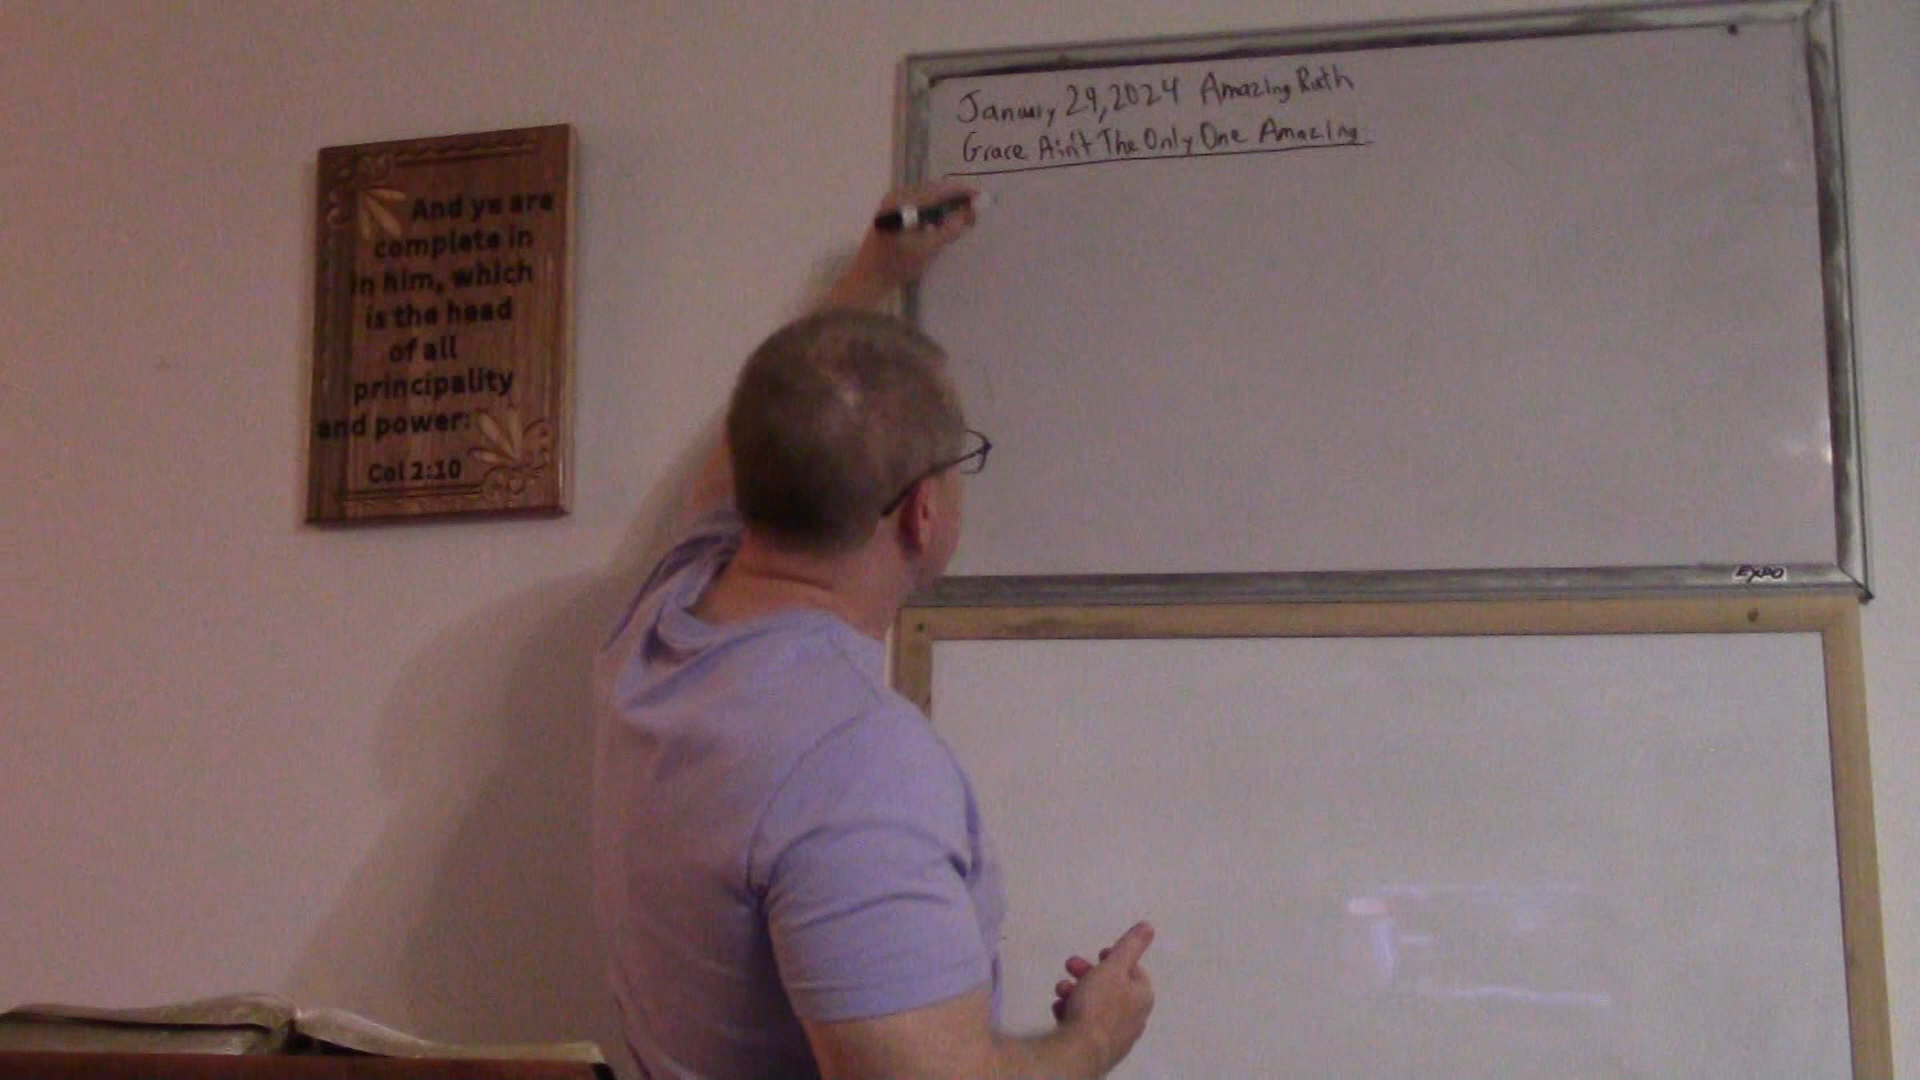 And ye are
complete in
in him, which
is the head
of all
principality
and power:
Col 2:10
January 29, 2024 Amazing Ruth
Grace Ain't The Only One Amazing
EXPO